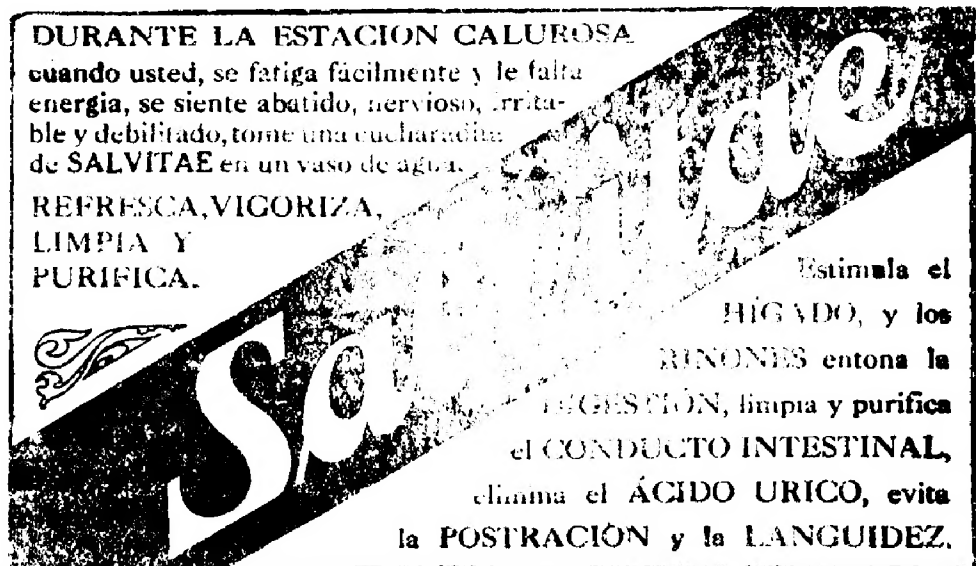 DURANTE LA ESTACION CALUROSA
cuando usted, se fatiga fácilmente y le falta
energia, se siente abatido, nervioso, irrita-
ble y debilitado, tome una cucharadita
de SALVITAE en un vaso de agua.
REFRESCA, VIGORIZA,
LIMPIA Y
PURIFICA.
Salvitae
Estimula el
HIGADO, y los
RINONES entona la
DIGESTIÓN, limpia y purifica
el CONDUCTO INTESTINAL,
elimina el ÁCIDO URICO, evita
la POSTRACIÓN y la LANGUIDEZ.